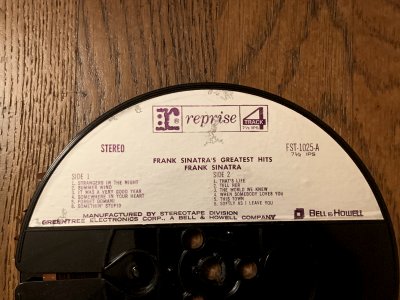 reprise
4
TRACK
7½ IPS
STEREO
FST-1025-A
7½ IPS
FRANK SINATRA'S GREATEST HITS
FRANK SINATRA
SIDE 1
1. STRANGERS IN THE NIGHT
2. SUMMER WIND
3. IT WAS A VERY GOOD YEAR
4. SOMEWHERE IN YOUR HEART
5. FORGET DOMANI
6. SOMETHIN' STUPID
SIDE 2
1. THAT'S LIFE
2. TELL HER
3. THE WORLD WE KNEW
4. WHEN SOMEBODY LOVES YOU
5. THIS TOWN
6. SOFTLY AS I LEAVE YOU
MANUFACTURED BY STEREOTAPE DIVISION
GREENTREE ELECTRONICS CORP., A BELL & HOWELL COMPANY
BELL & HOWELL